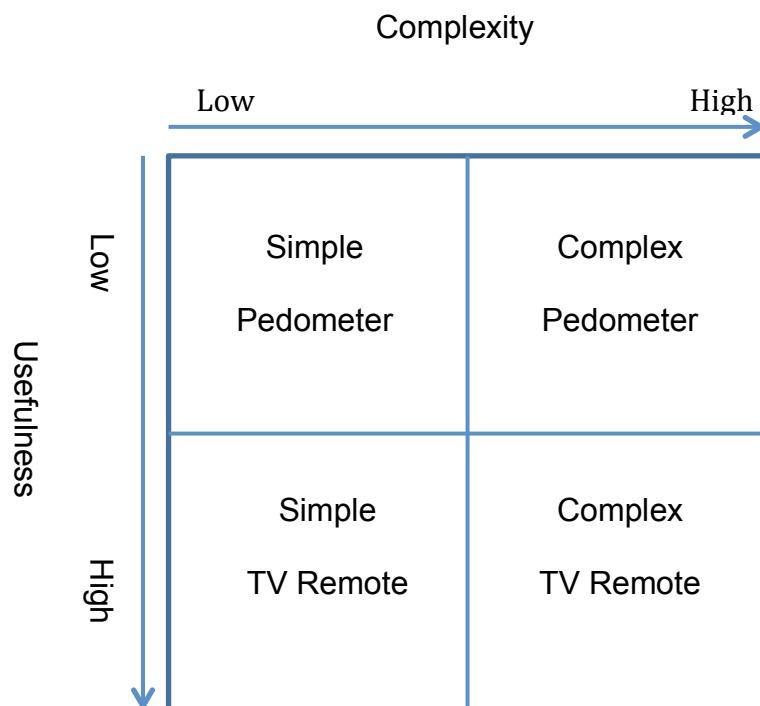 Complexity
Low
High
Low
Usefulness
High
Simple
Pedometer
Complex
Pedometer
Simple
TV Remote
Complex
TV Remote